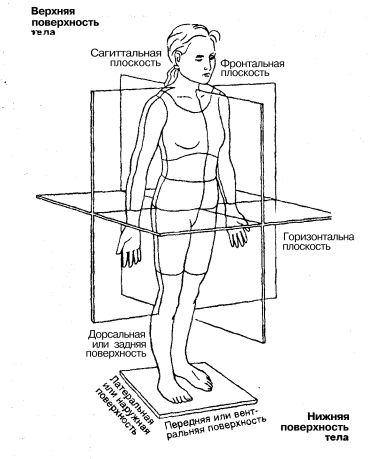 Верхняя
поверхность
тела
Сагиттальная
плоскость
Фронтальная
плоскость
Горизонтальна
плоскость
Дорсальная
или задняя
поверхность
Латеральная
или наружная
поверхность
Передняя или вент-
ральная поверхность
Нижняя
поверхность
тела